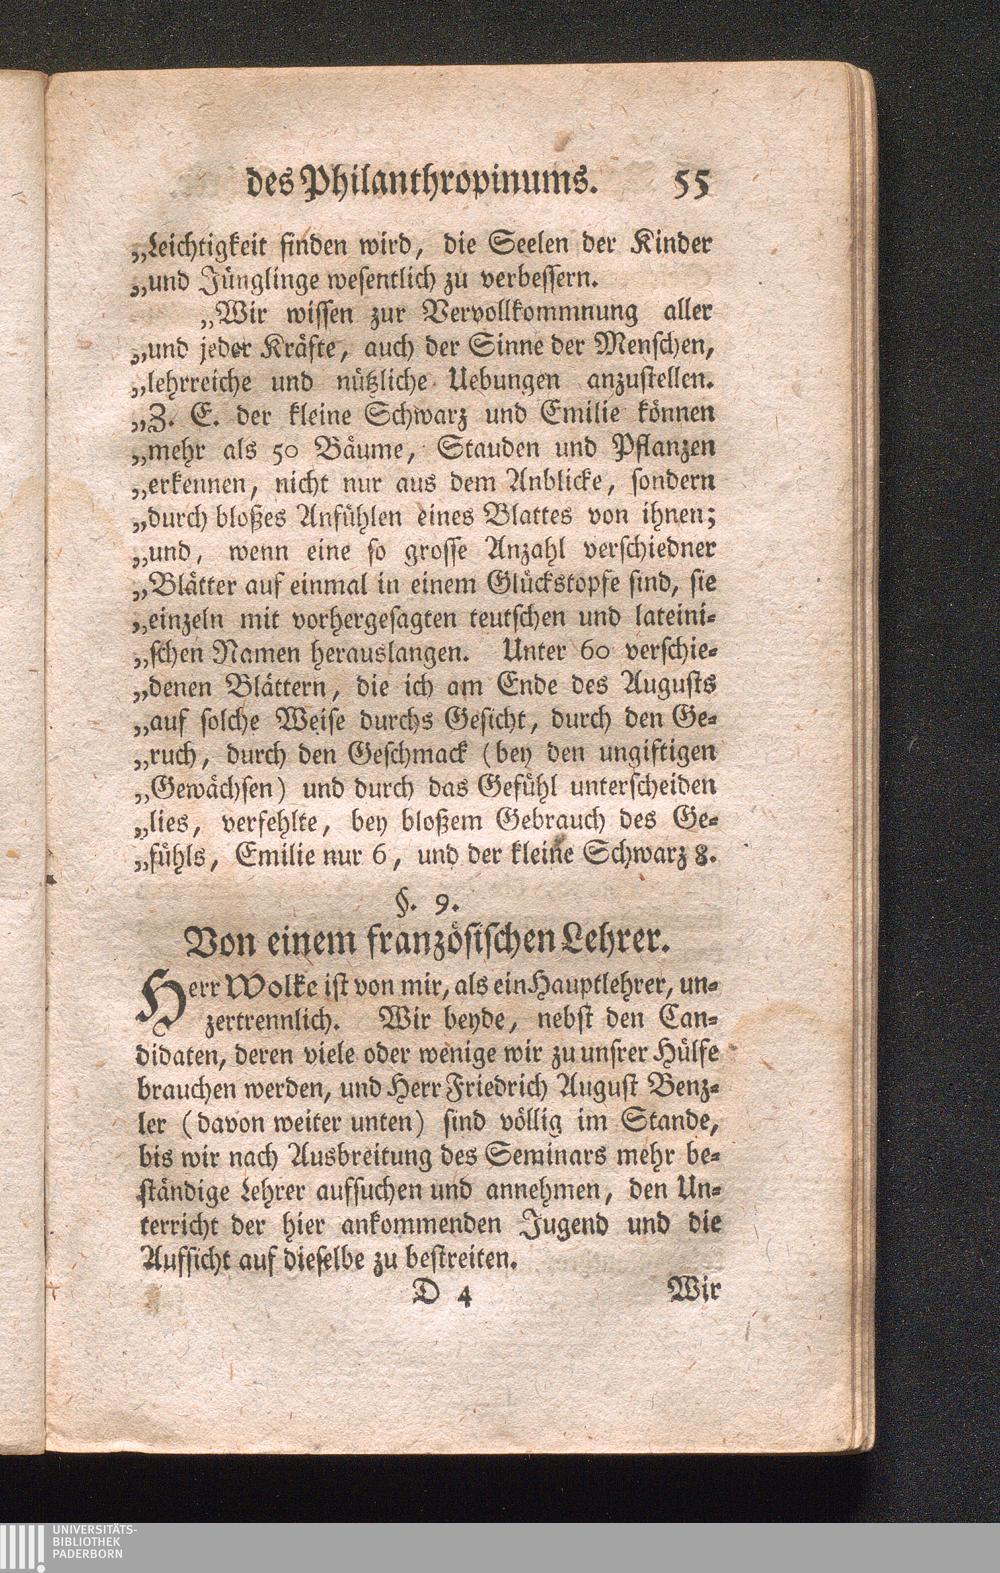 des Philanthropinums. 55
„Leichtigkeit finden wird, die Seelen der Kinder
„und Jünglinge wesentlich zu verbessern.
„Wir wissen zur Vervollkommnung aller
„und jeder Kräfte, auch der Sinne der Menschen,
„lehrreiche und nützliche Uebungen anzustellen.
„Z. E. der kleine Schwarz und Emilie können
„mehr als 50 Bäume, Stauden und Pflanzen
„erkennen, nicht nur aus dem Anblicke, sondern
„durch bloßes Anfühlen eines Blattes von ihnen;
„und, wenn eine so grosse Anzahl verschiedner
„Blätter auf einmal in einem Glückstopfe sind, sie
„einzeln mit vorhergesagten teutschen und lateini-
„schen Namen herauslangen. Unter 60 verschie-
„denen Blättern, die ich am Ende des Augusts
„auf solche Weise durchs Gesicht, durch den Ge-
„ruch, durch den Geschmack (bey den ungiftigen
„Gewächsen) und durch das Gefühl unterscheiden
„lies, verfehlte, bey bloßem Gebrauch des Ge-
„fühls, Emilie nur 6, und der kleine Schwarz 8.
§. 9.
Von einem französischen Lehrer.
Herr Wolke ist von mir, als ein Hauptlehrer, un-
zertrennlich. Wir beyde, nebst den Can-
didaten, deren viele oder wenige wir zu unsrer Hülfe
brauchen werden, und Herr Friedrich August Benz-
ler (davon weiter unten) sind völlig im Stande,
bis wir nach Ausbreitung des Seminars mehr be-
ständige Lehrer aufsuchen und annehmen, den Un-
terricht der hier ankommenden Jugend und die
Aufsicht auf dieselbe zu bestreiten.
D 4 Wir
UNIVERSITÄTS-
BIBLIOTHEK
PADERBORN